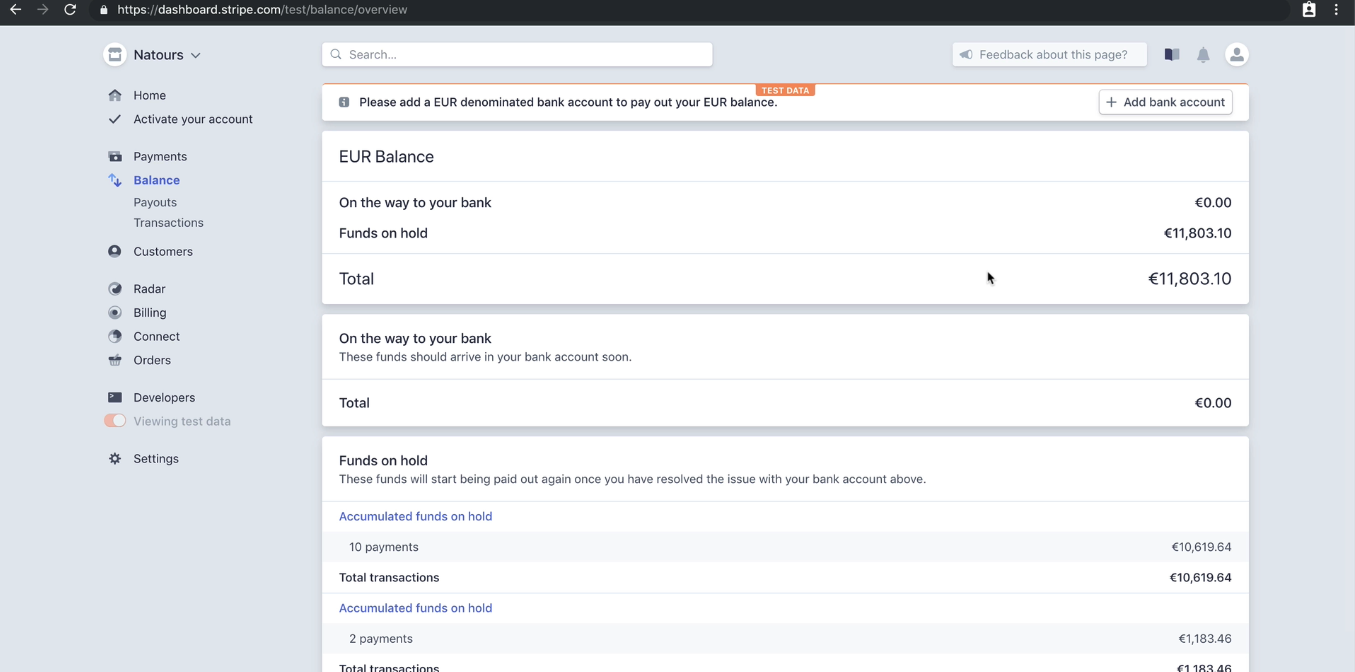 https://dashboard.stripe.com/test/balance/overview
Natours
Search...
Feedback about this page?
Home
Activate your account
Payments
Balance
Payouts
Transactions
Customers
Radar
Billing
Connect
Orders
Developers
Viewing test data
Settings
TEST DATA
Please add a EUR denominated bank account to pay out your EUR balance.
+ Add bank account
EUR Balance
On the way to your bank €0.00
Funds on hold €11,803.10
Total €11,803.10
On the way to your bank
These funds should arrive in your bank account soon.
Total €0.00
Funds on hold
These funds will start being paid out again once you have resolved the issue with your bank account above.
Accumulated funds on hold
10 payments €10,619.64
Total transactions €10,619.64
Accumulated funds on hold
2 payments €1,183.46
Total transactions €1,183.46